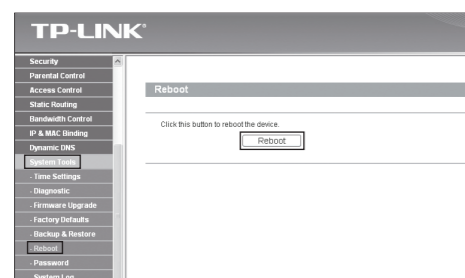 TP-LINK®
Security
Parental Control
Access Control
Static Routing
Bandwidth Control
IP & MAC Binding
Dynamic DNS
System Tools
- Time Settings
- Diagnostic
- Firmware Upgrade
- Factory Defaults
- Backup & Restore
- Reboot
- Password
- System Log
Reboot
Click this button to reboot the device.
Reboot